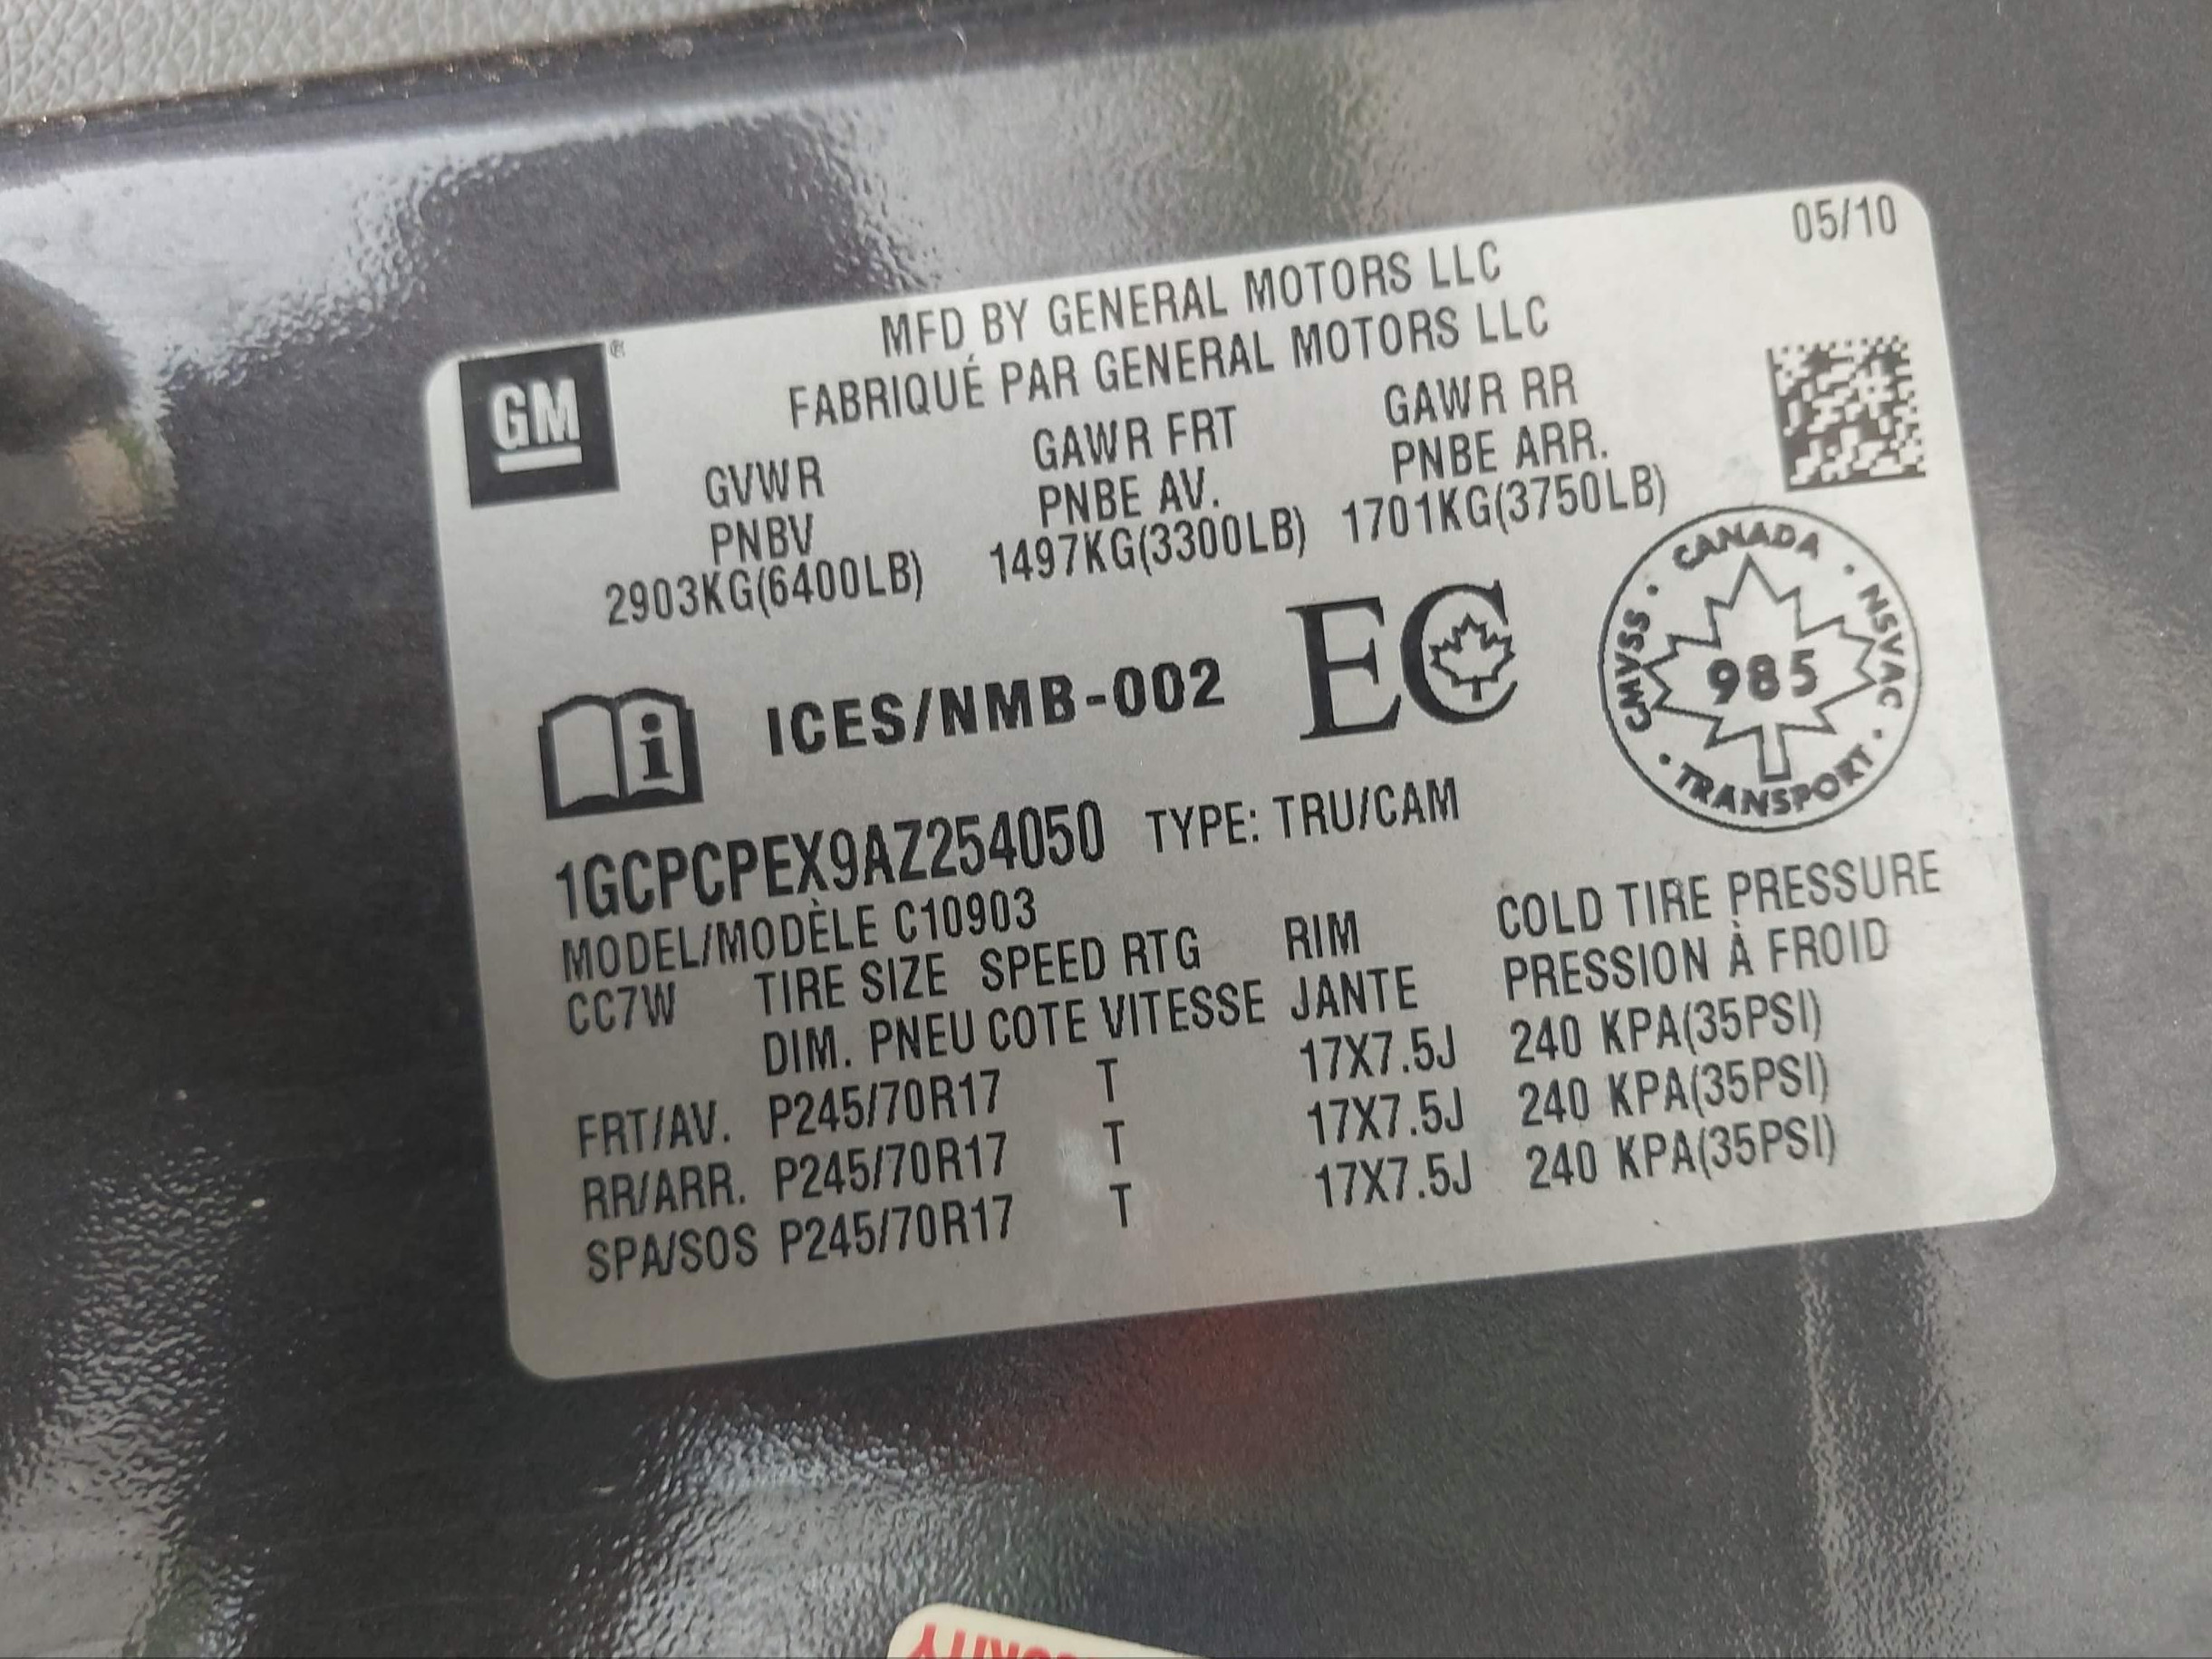 05/10
GM®
MFD BY GENERAL MOTORS LLC
FABRIQUÉ PAR GENERAL MOTORS LLC
GVWR GAWR FRT GAWR RR
PNBV PNBE AV. PNBE ARR.
2903KG(6400LB) 1497KG(3300LB) 1701KG(3750LB)
i ICES/NMB-002 EC
CANADA
CMVSS · 985 · NSVAC
TRANSPORT
1GCPCPEX9AZ254050 TYPE: TRU/CAM
MODEL/MODÈLE C10903
CC7W TIRE SIZE SPEED RTG RIM COLD TIRE PRESSURE
DIM. PNEU COTE VITESSE JANTE PRESSION À FROID
FRT/AV. P245/70R17 T 17X7.5J 240 KPA(35PSI)
RR/ARR. P245/70R17 T 17X7.5J 240 KPA(35PSI)
SPA/SOS P245/70R17 T 17X7.5J 240 KPA(35PSI)